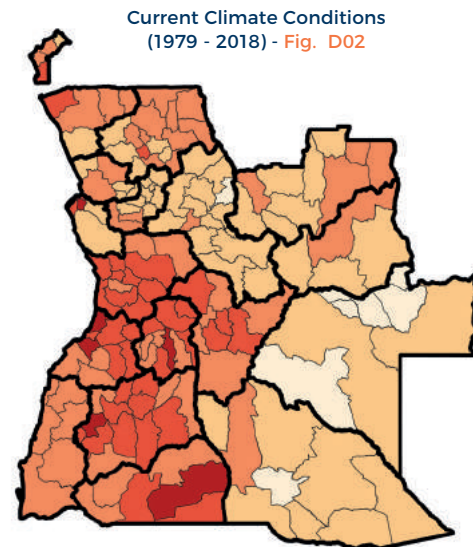 Current Climate Conditions
(1979 - 2018) - Fig. D02